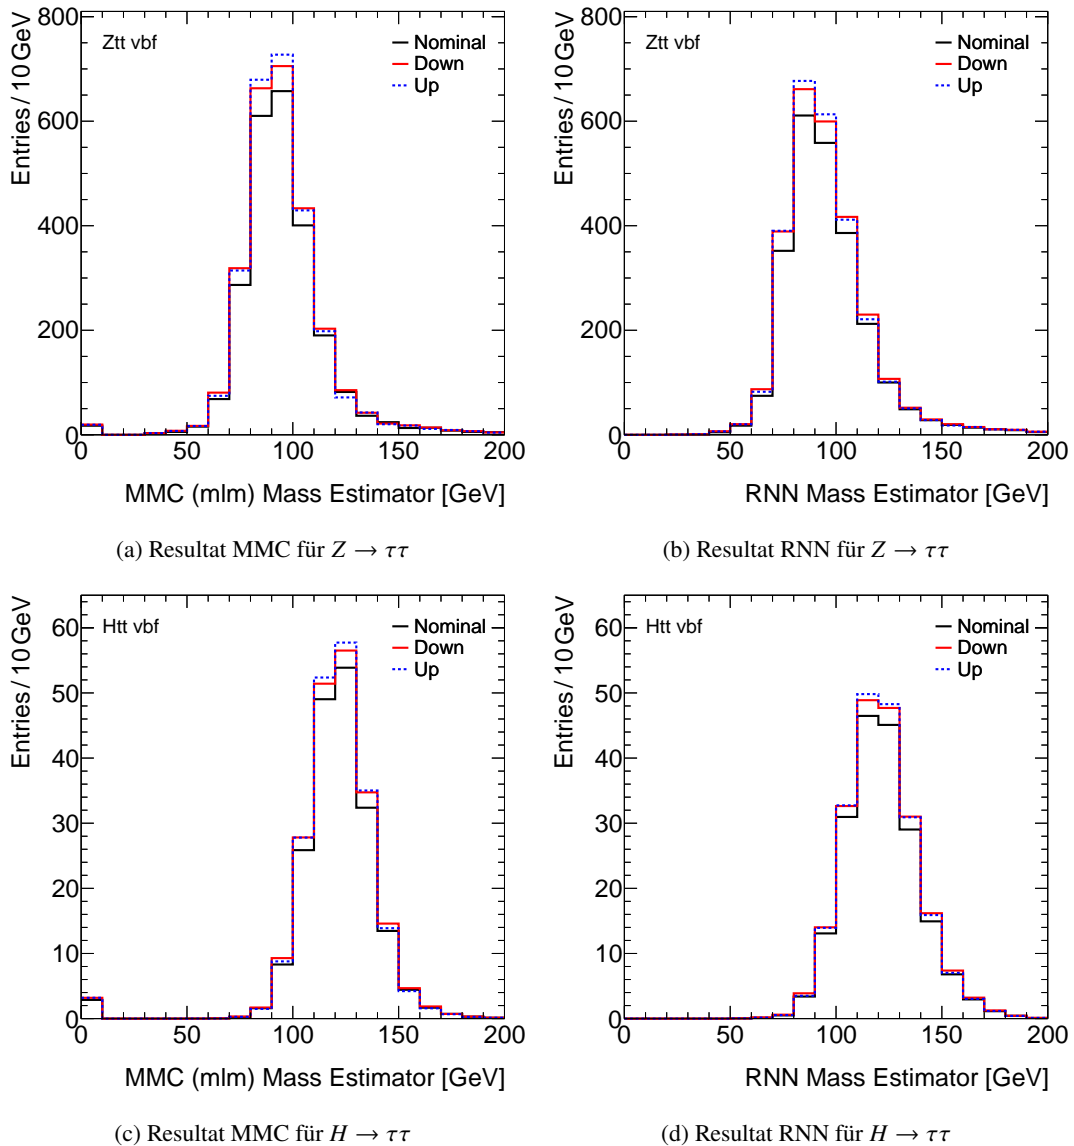 Entries / 10 GeV
800
600
400
200
0
Ztt vbf
Nominal
Down
Up
0 50 100 150 200
MMC (mlm) Mass Estimator [GeV]
(a) Resultat MMC für Z → ττ
Entries / 10 GeV
800
600
400
200
0
Ztt vbf
Nominal
Down
Up
0 50 100 150 200
RNN Mass Estimator [GeV]
(b) Resultat RNN für Z → ττ
Entries / 10 GeV
60
50
40
30
20
10
0
Htt vbf
Nominal
Down
Up
0 50 100 150 200
MMC (mlm) Mass Estimator [GeV]
(c) Resultat MMC für H → ττ
Entries / 10 GeV
60
50
40
30
20
10
0
Htt vbf
Nominal
Down
Up
0 50 100 150 200
RNN Mass Estimator [GeV]
(d) Resultat RNN für H → ττ